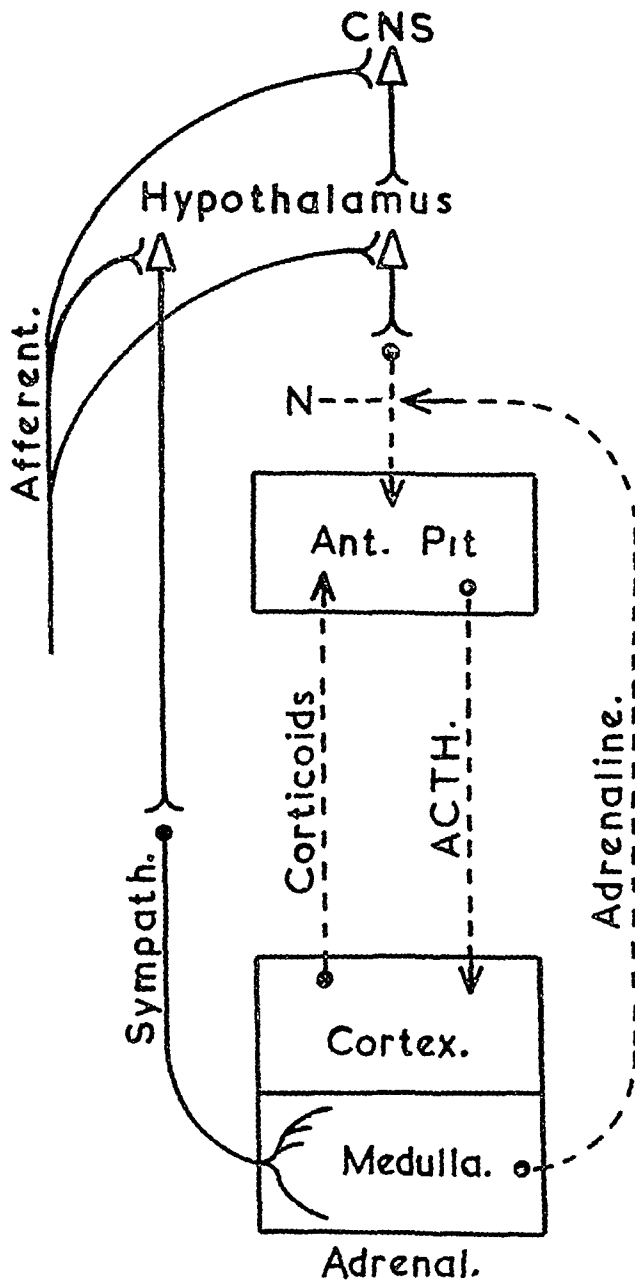 CNS
Hypothalamus
Afferent.
N
Ant. Pit
Corticoids
ACTH.
Adrenaline.
Sympath.
Cortex.
Medulla.
Adrenal.